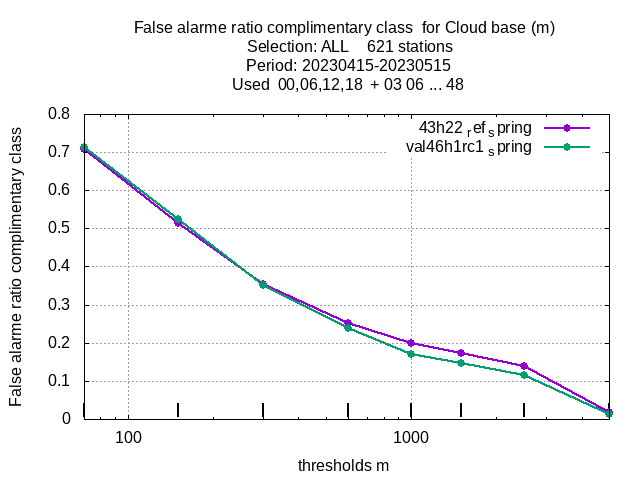 False alarme ratio complimentary class  for Cloud base (m)
Selection: ALL    621 stations
Period: 20230415-20230515
Used  00,06,12,18  + 03 06 ... 48
43h22 ref spring
val46h1rc1 spring
False alarme ratio complimentary class
0.8
0.7
0.6
0.5
0.4
0.3
0.2
0.1
0
100 1000
thresholds m